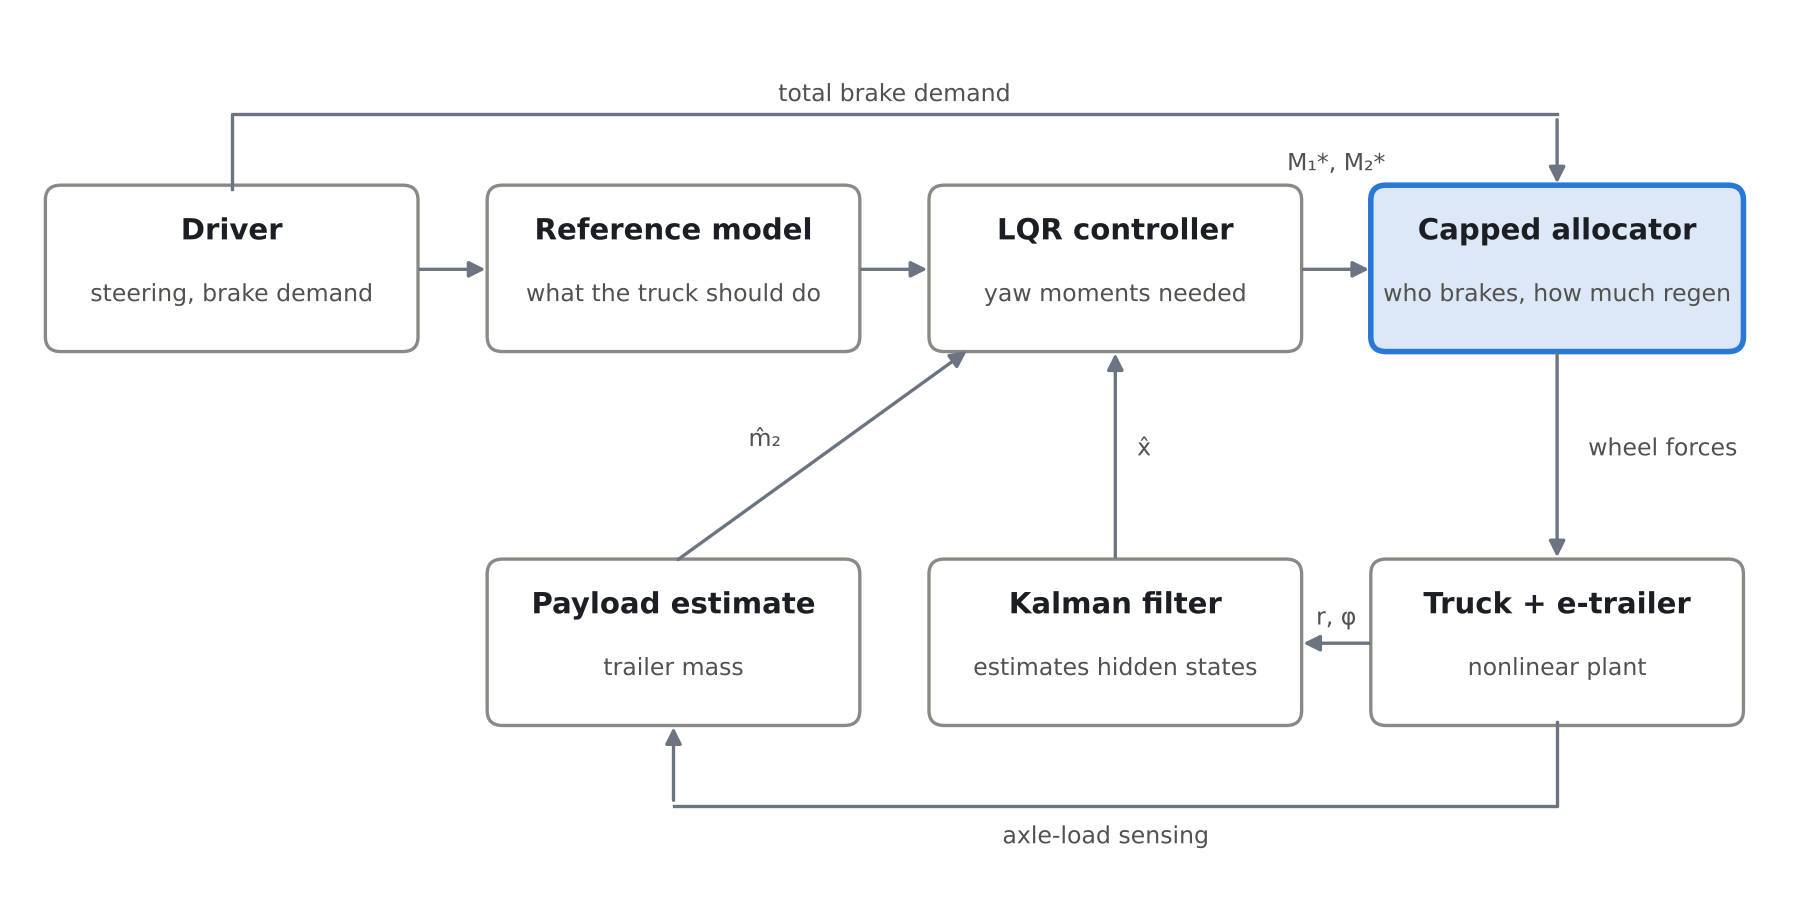 total brake demand
M₁*, M₂*
Driver
steering, brake demand
Reference model
what the truck should do
LQR controller
yaw moments needed
Capped allocator
who brakes, how much regen
m̂₂
x̂
wheel forces
Payload estimate
trailer mass
Kalman filter
estimates hidden states
r, φ
Truck + e-trailer
nonlinear plant
axle-load sensing